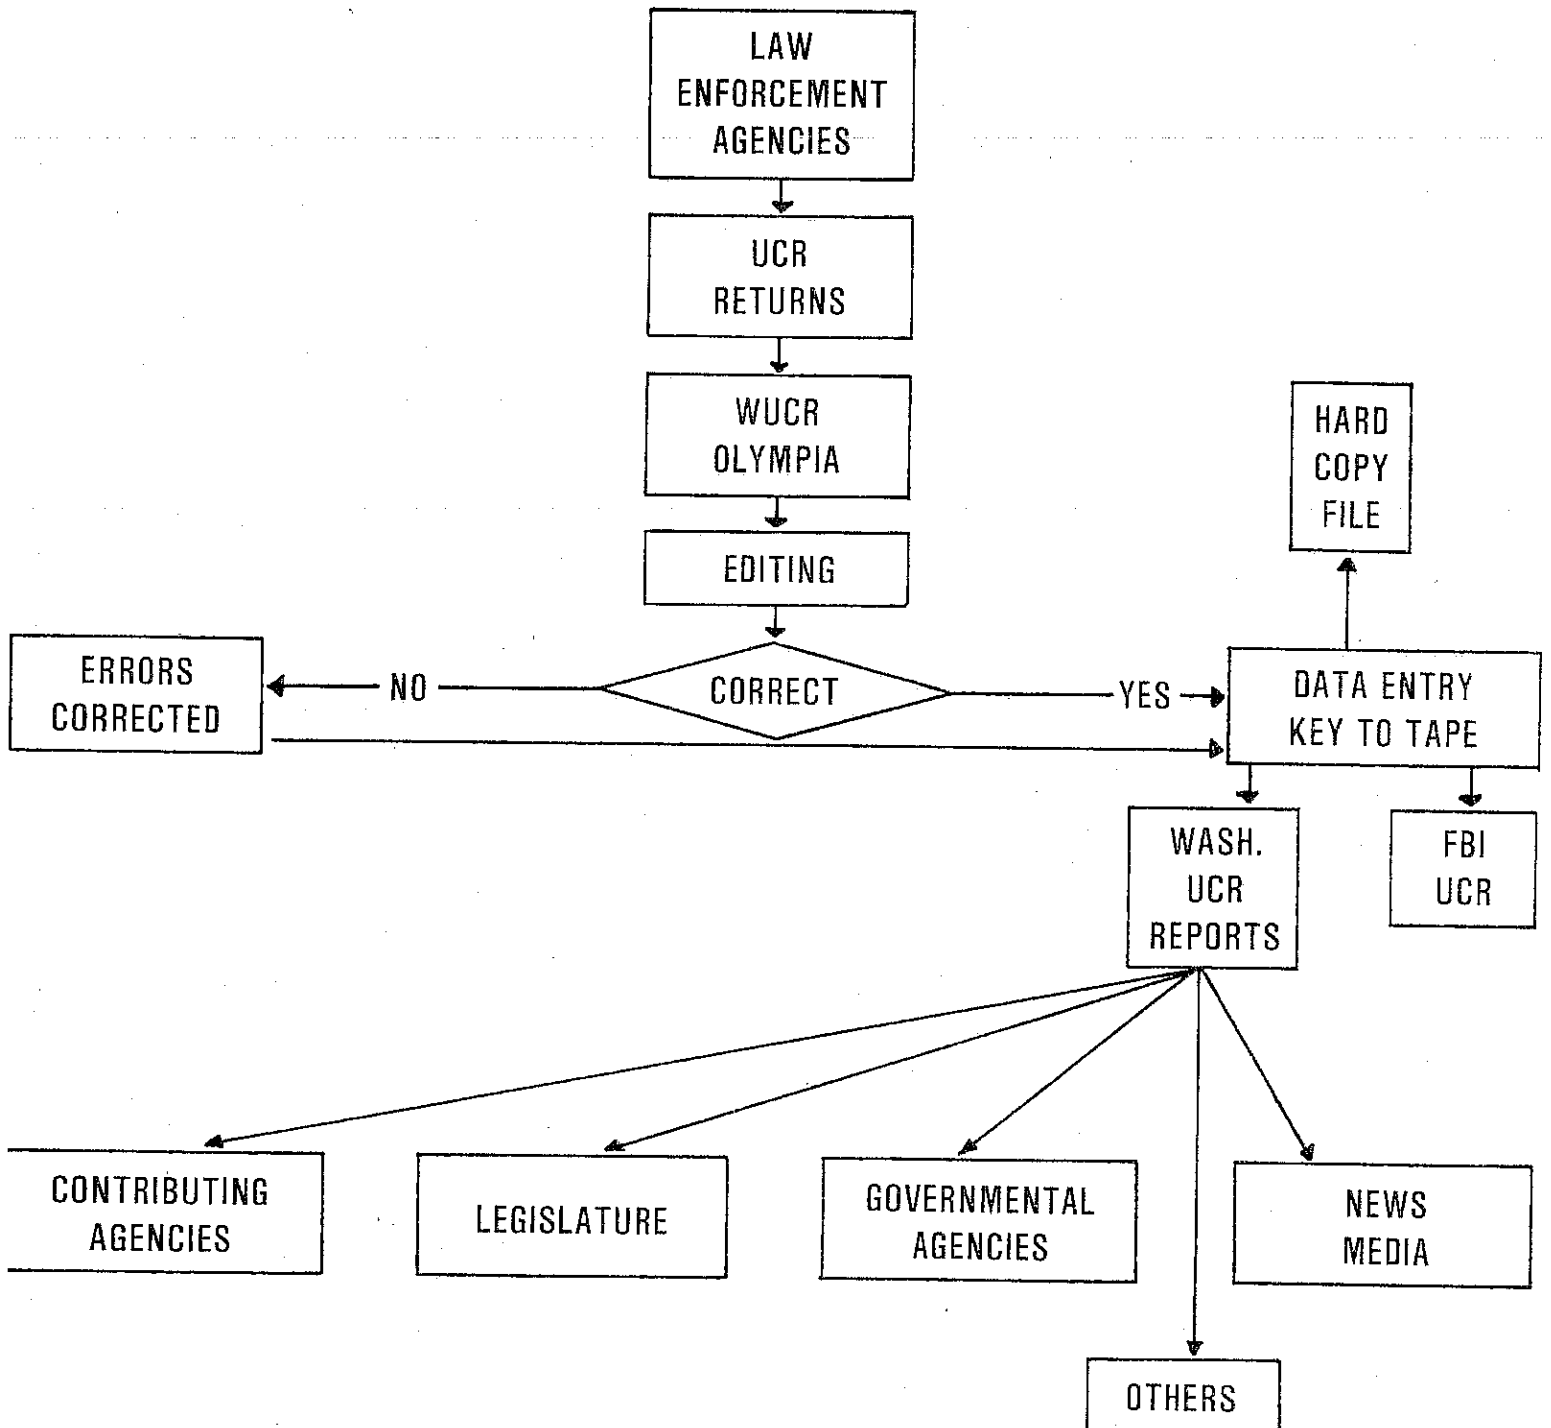 LAW
ENFORCEMENT
AGENCIES
UCR
RETURNS
WUCR
OLYMPIA
EDITING
HARD
COPY
FILE
ERRORS
CORRECTED
NO
CORRECT
YES
DATA ENTRY
KEY TO TAPE
WASH.
UCR
REPORTS
FBI
UCR
CONTRIBUTING
AGENCIES
LEGISLATURE
GOVERNMENTAL
AGENCIES
NEWS
MEDIA
OTHERS